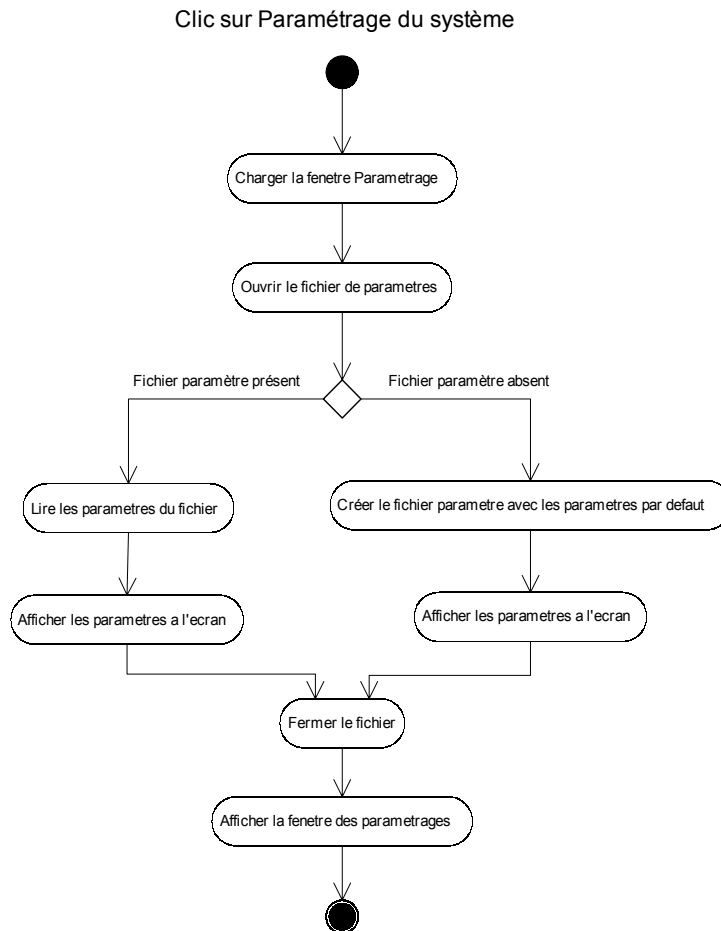 Clic sur Paramétrage du système
Charger la fenetre Parametrage
Ouvrir le fichier de parametres
Fichier paramètre présent
Fichier paramètre absent
Lire les parametres du fichier
Créer le fichier parametre avec les parametres par defaut
Afficher les parametres a l'ecran
Afficher les parametres a l'ecran
Fermer le fichier
Afficher la fenetre des parametrages